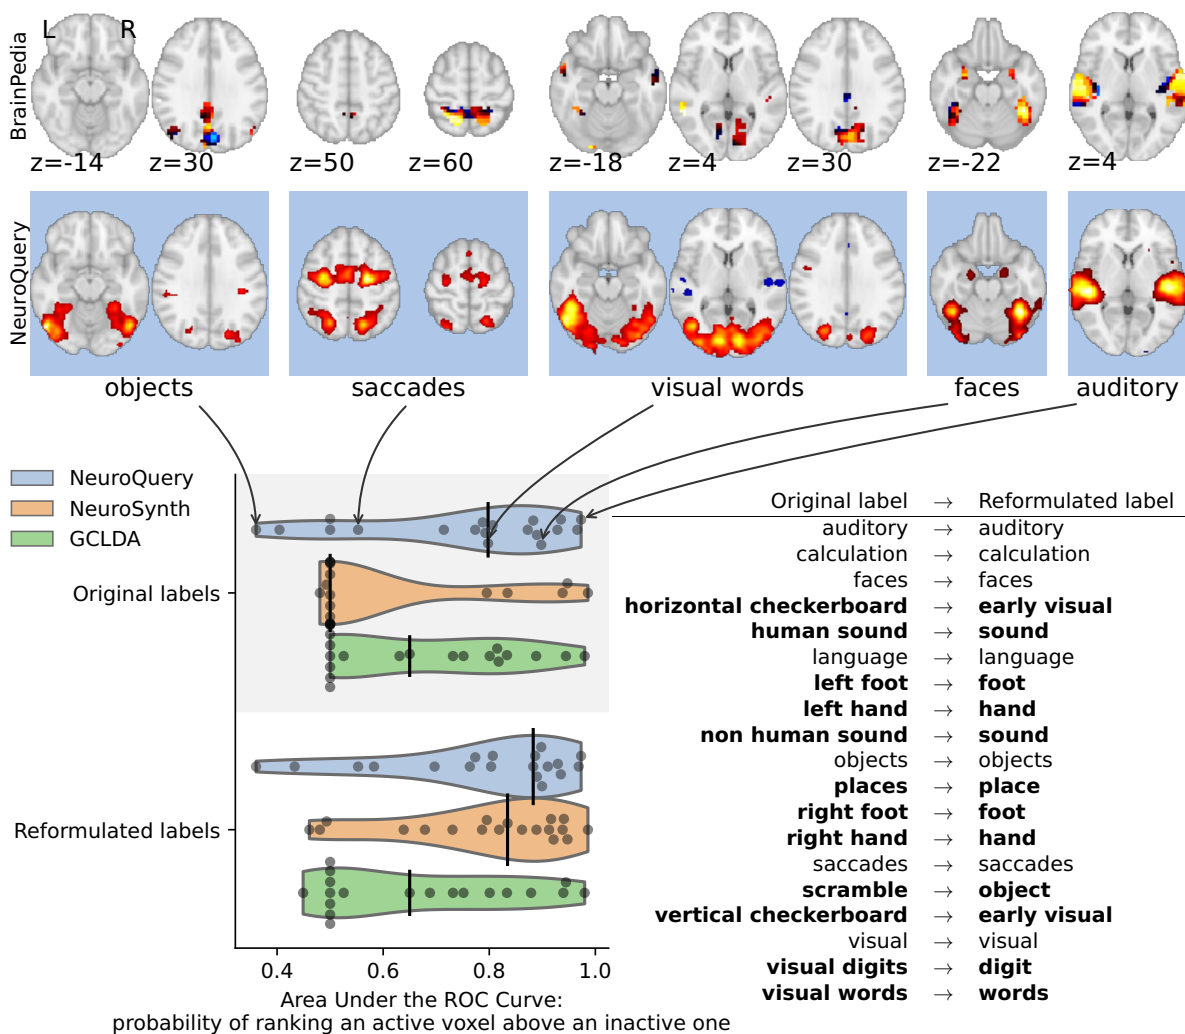 L R
BrainPedia
z=-14 z=30 z=50 z=60 z=-18 z=4 z=30 z=-22 z=4
NeuroQuery
objects saccades visual words faces auditory
NeuroQuery
NeuroSynth
GCLDA
Original labels
Reformulated labels
0.4 0.6 0.8 1.0
Area Under the ROC Curve:
probability of ranking an active voxel above an inactive one
Original label → Reformulated label
auditory → auditory
calculation → calculation
faces → faces
horizontal checkerboard → early visual
human sound → sound
language → language
left foot → foot
left hand → hand
non human sound → sound
objects → objects
places → place
right foot → foot
right hand → hand
saccades → saccades
scramble → object
vertical checkerboard → early visual
visual → visual
visual digits → digit
visual words → words